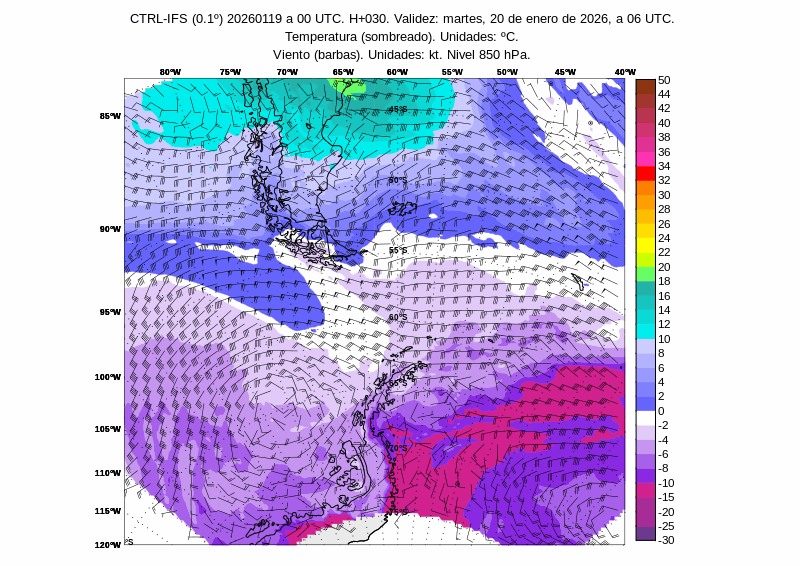 CTRL-IFS (0.1º) 20260119 a 00 UTC. H+030. Validez: martes, 20 de enero de 2026, a 06 UTC.
Temperatura (sombreado). Unidades: ºC.
Viento (barbas). Unidades: kt. Nivel 850 hPa.
80°W 75°W 70°W 65°W 60°W 55°W 50°W 45°W 40°W
85°W
90°W
95°W
100°W
105°W
110°W
115°W
120°W
45°S
50°S
55°S
60°S
65°S
70°S
75°S
°S
50
44
42
40
38
36
34
32
30
28
26
24
22
20
18
16
14
12
10
8
6
4
2
0
-2
-4
-6
-8
-10
-15
-20
-25
-30